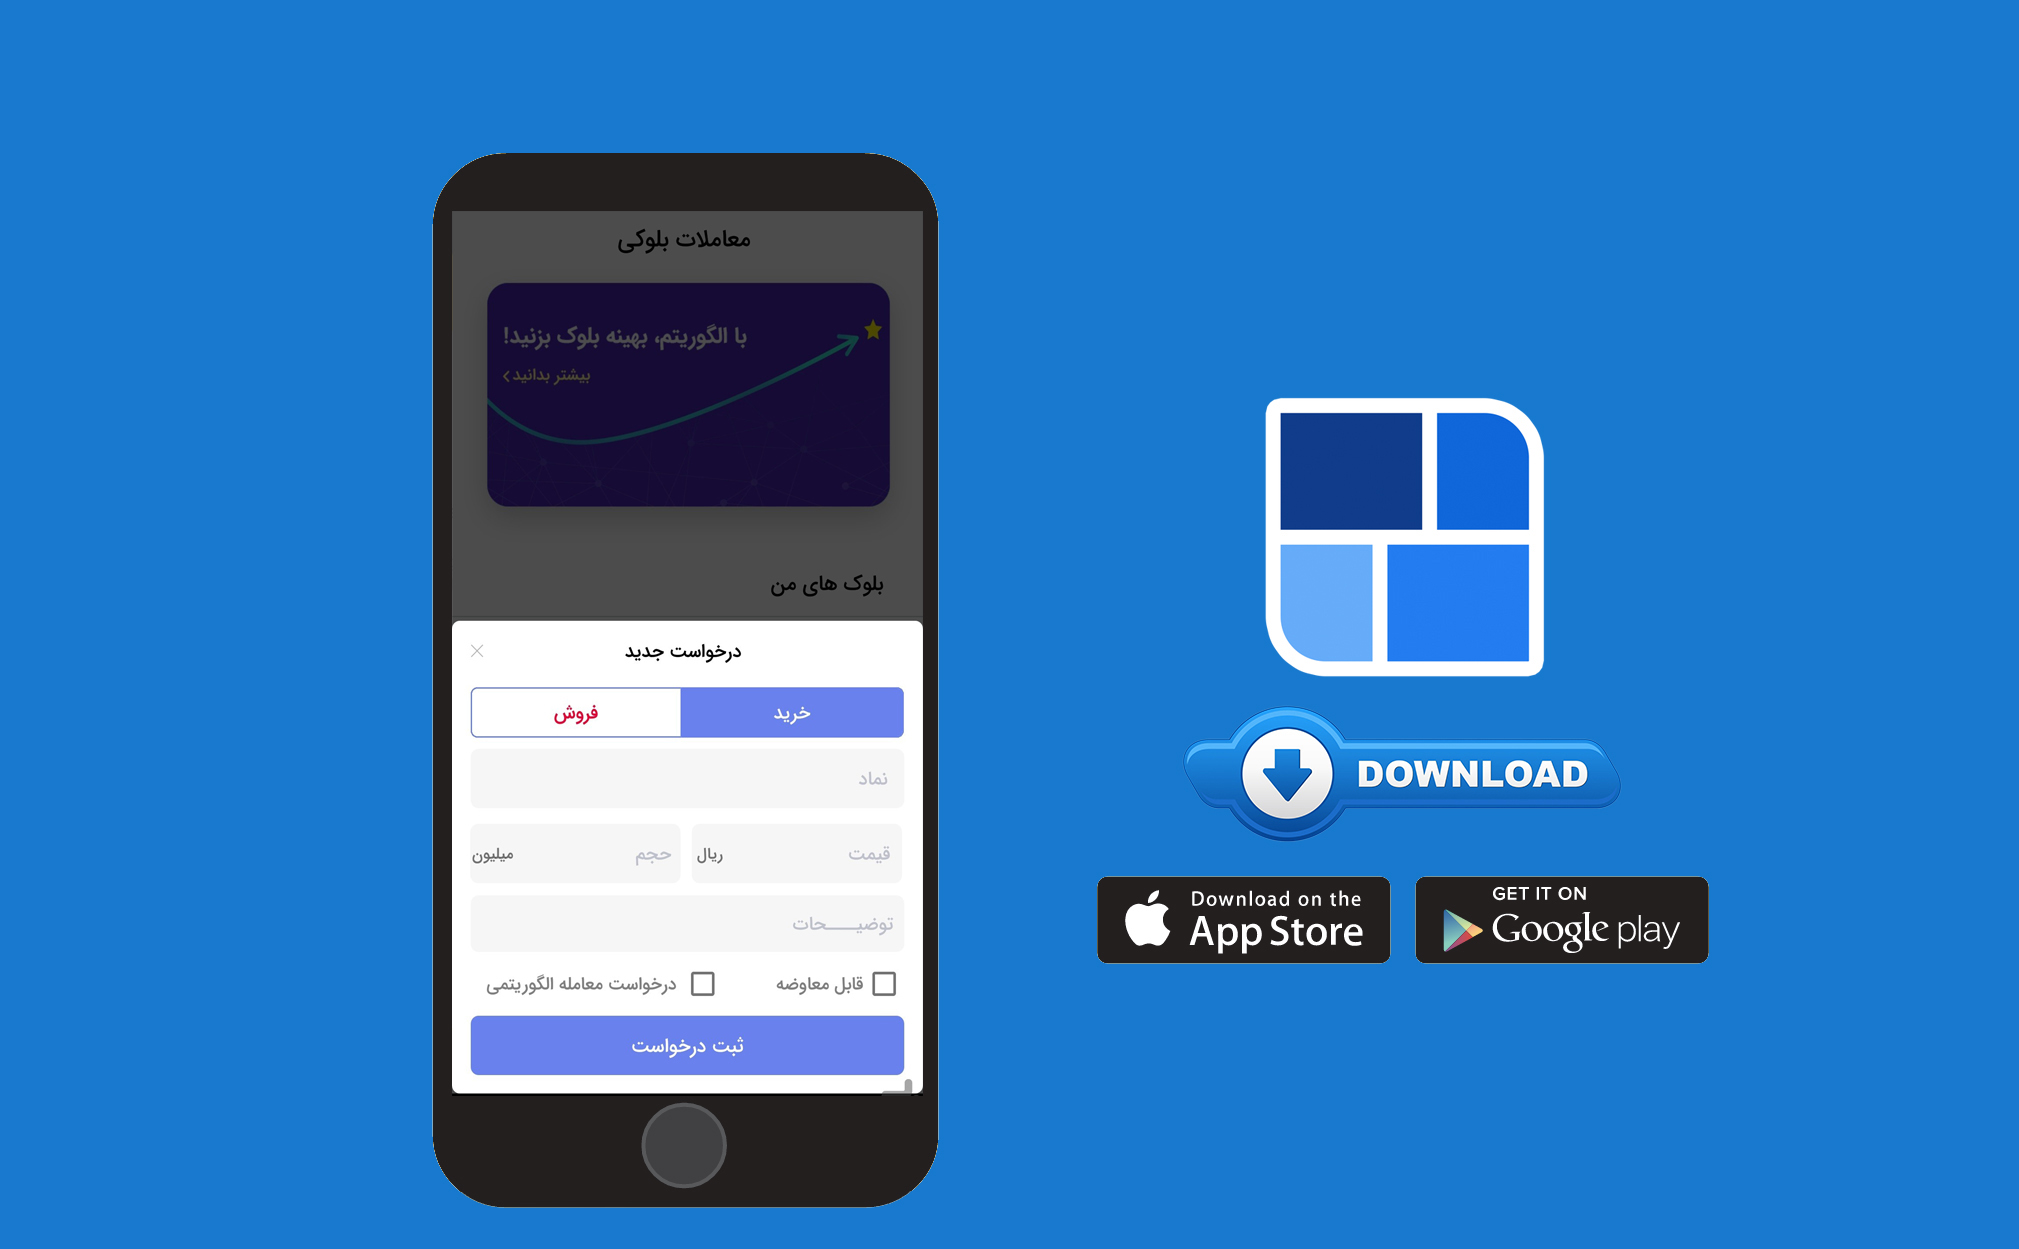 معاملات بلوکی
با الگوریتم، بهینه بلوک بزنید!
بیشتر بدانید
بلوک های من
درخواست جدید
خرید
فروش
نماد
قیمت
ریال
حجم
میلیون
توضیـــحات
قابل معاوضه
درخواست معامله الگوریتمی
ثبت درخواست
DOWNLOAD
Download on the
App Store
GET IT ON
Google play